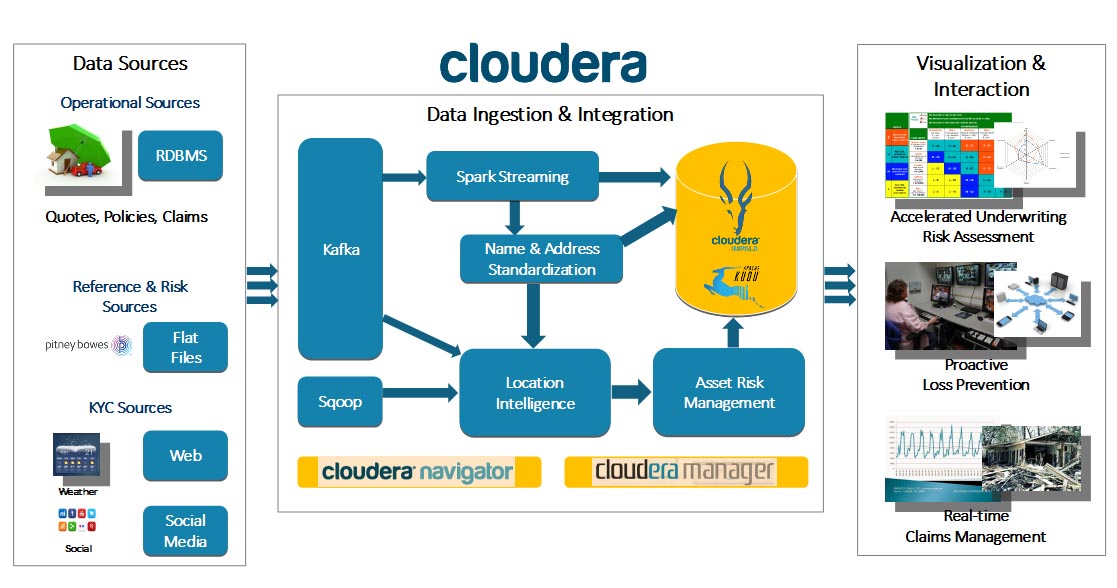 Data Sources
Operational Sources
RDBMS
Quotes, Policies, Claims
Reference & Risk
Sources
pitney bowes
Flat
Files
KYC Sources
Web
Weather
Social
Social
Media
cloudera
Data Ingestion & Integration
Kafka
Sqoop
Spark Streaming
Name & Address
Standardization
Location
Intelligence
Asset Risk
Management
cloudera
IMPALA
APACHE
KUDU
cloudera navigator
cloudera manager
Visualization &
Interaction
Accelerated Underwriting
Risk Assessment
Proactive
Loss Prevention
Real-time
Claims Management